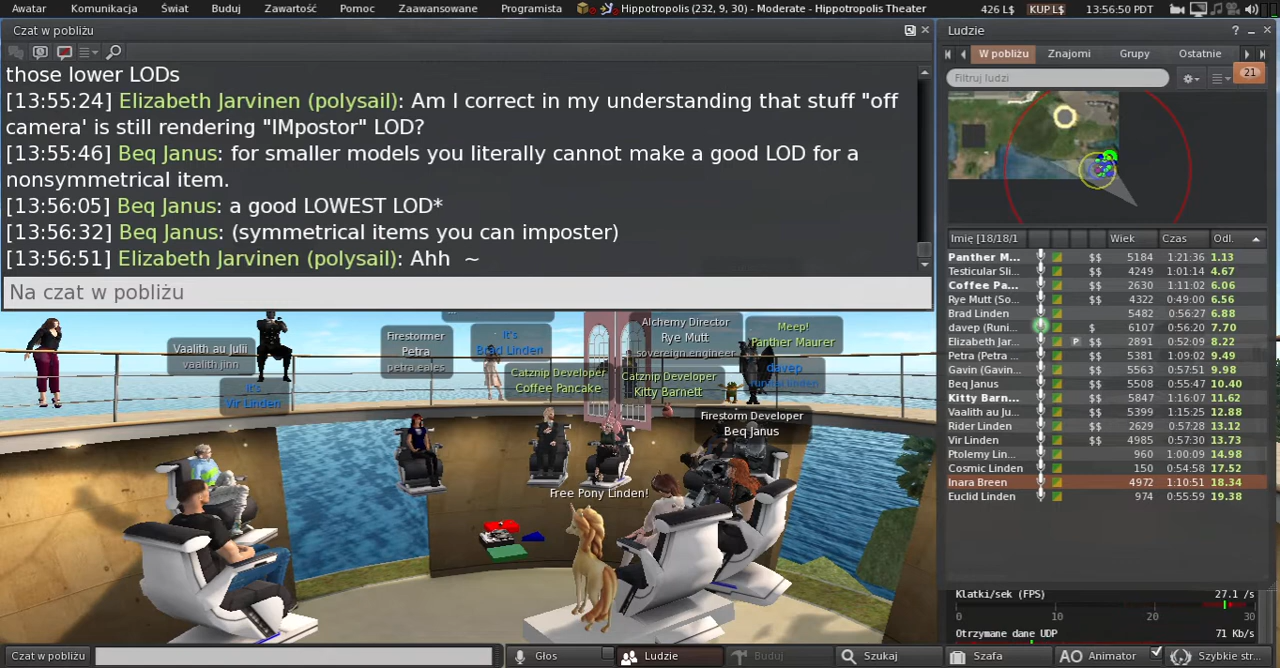 Awatar Komunikacja Świat Buduj Zawartość Pomoc Zaawansowane Programista Hippotropolis (232, 9, 30) - Moderate - Hippotropolis Theater 426 L$ KUP L$ 13:56:50 PDT
Czat w pobliżu
those lower LODs
[13:55:24] Elizabeth Jarvinen (polysail): Am I correct in my understanding that stuff "off
camera' is still rendering "IMpostor" LOD?
[13:55:46] Beq Janus: for smaller models you literally cannot make a good LOD for a
nonsymmetrical item.
[13:56:05] Beq Janus: a good LOWEST LOD*
[13:56:32] Beq Janus: (symmetrical items you can imposter)
[13:56:51] Elizabeth Jarvinen (polysail): Ahh ~
Na czat w pobliżu
Vaalith au Julii
vaalith jinn
It's
Vir Linden
Firestormer
Petra
petra eales
It's
Brad Linden
Catznip Developer
Coffee Pancake
Alchemy Director
Rye Mutt
sovereign.engineer
Catznip Developer
Kitty Barnett
Meep!
Panther Maurer
davep
Firestorm Developer
Beq Janus
Free Pony Linden!
Ludzie
W pobliżu Znajomi Grupy Ostatnie
21
Filtruj ludzi
Imię [18/18/1 Wiek Czas Odl.
Panther M... $$ 5184 1:21:36 1.13
Testicular Sli... 4249 1:01:14 4.67
Coffee Pa... $$ 2630 1:11:02 6.06
Rye Mutt (So... $$ 4322 0:49:00 6.56
Brad Linden 5482 0:56:27 6.88
davep (Runi... $ 6107 0:56:20 7.70
Elizabeth Jar... P $$ 2891 0:52:09 8.22
Petra (Petra ... $$ 5381 1:09:02 9.49
Gavin (Gavin... $$ 5563 0:57:51 9.98
Beq Janus $$ 5508 0:55:47 10.40
Kitty Barn... $$ 5847 1:16:07 11.62
Vaalith au Ju... $$ 5399 1:15:25 12.88
Rider Linden $$ 2629 0:57:28 13.12
Vir Linden $$ 4985 0:57:30 13.73
Ptolemy Lin... 960 1:00:09 14.98
Cosmic Linden 150 0:54:58 17.52
Inara Breen 4972 1:10:51 18.34
Euclid Linden 974 0:55:59 19.38
Klatki/sek (FPS) 27.1 /s
0 10 20 30
Otrzymane dane UDP 71 Kb/s
Czat w pobliżu Głos Ludzie Buduj Szukaj Szafa AO Animator Szybkie str...